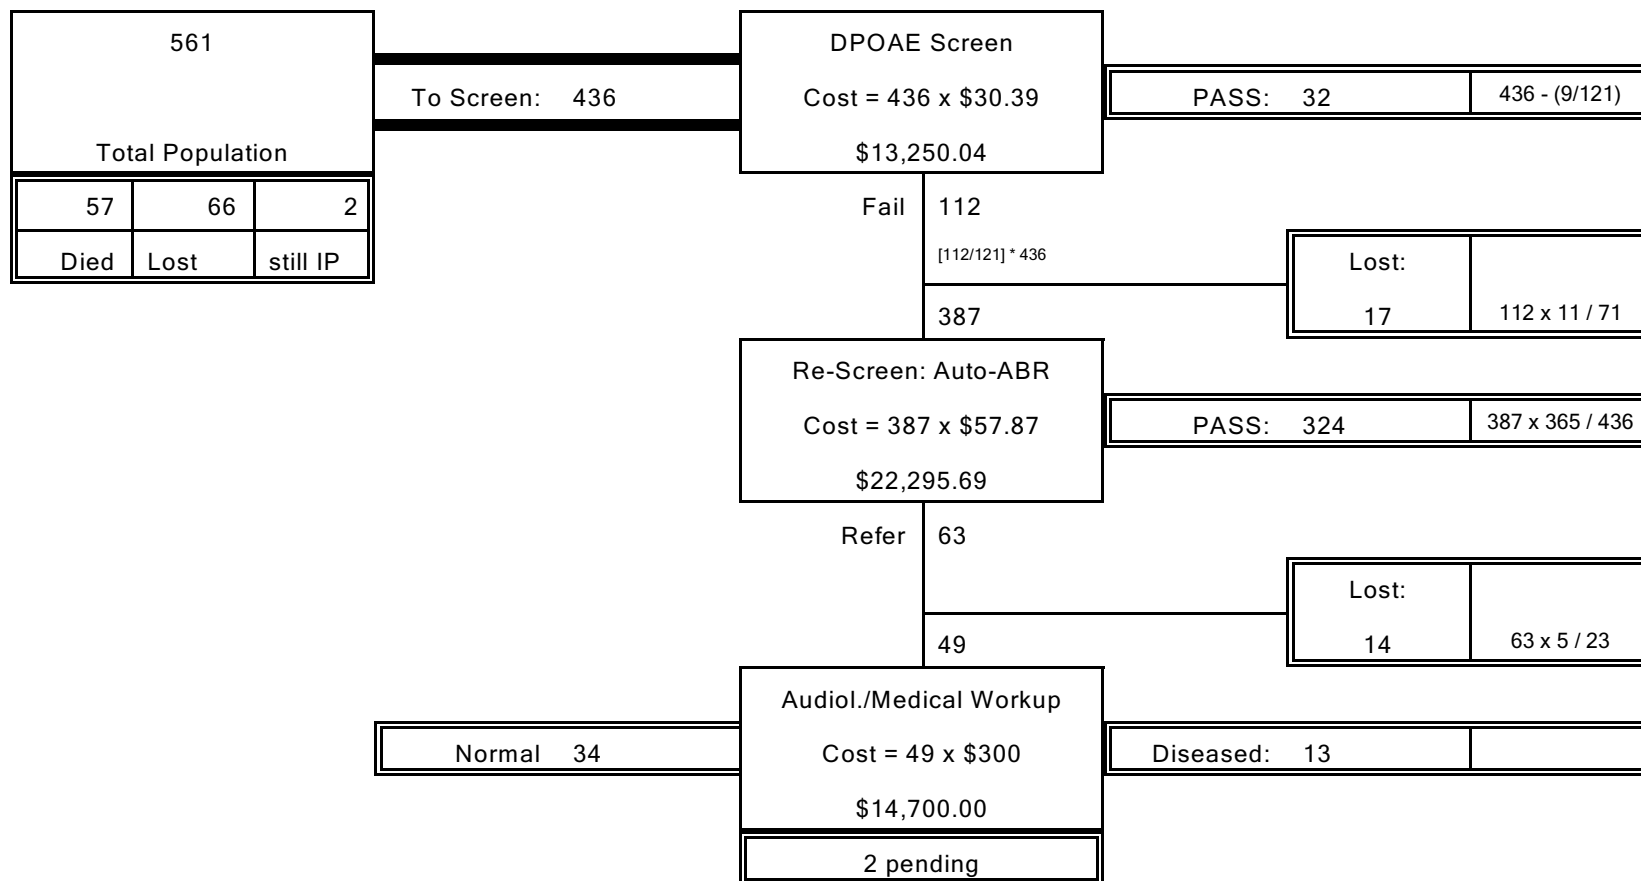 561
Total Population
57 66 2
Died Lost still IP
To Screen: 436
DPOAE Screen
Cost = 436 x $30.39
$13,250.04
PASS: 32 436 - (9/121)
Fail 112
[112/121] * 436
387
Lost:
17 112 x 11 / 71
Re-Screen: Auto-ABR
Cost = 387 x $57.87
$22,295.69
PASS: 324 387 x 365 / 436
Refer 63
Lost:
14 63 x 5 / 23
49
Audiol./Medical Workup
Cost = 49 x $300
$14,700.00
2 pending
Normal 34
Diseased: 13